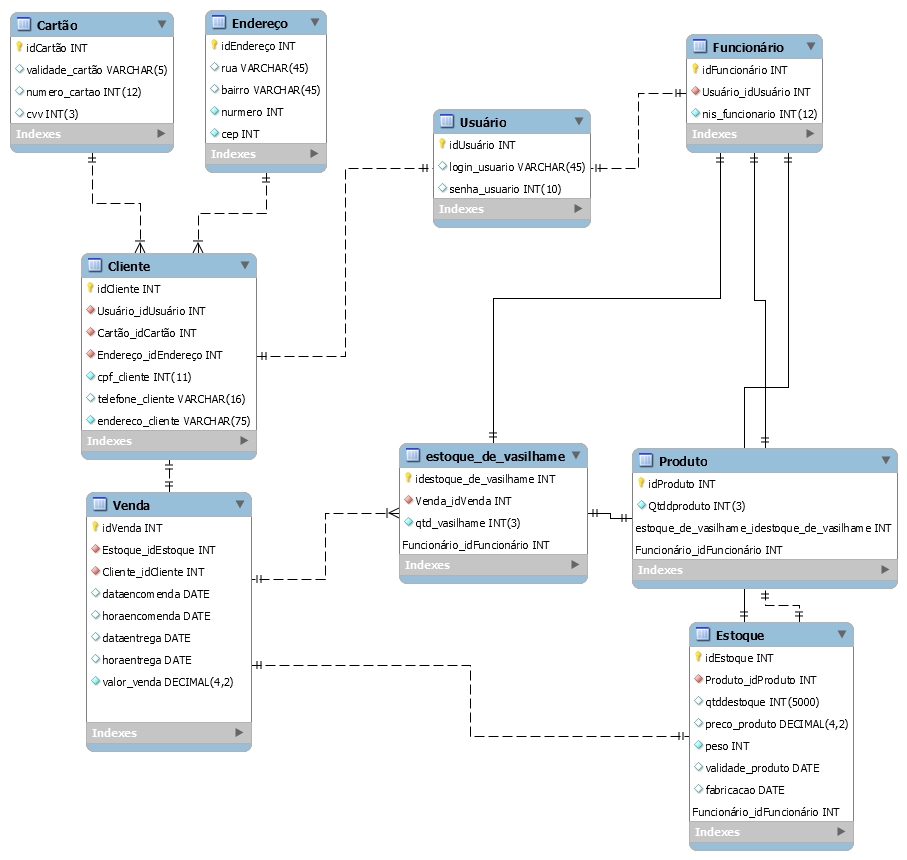 Cartão
idCartão INT
validade_cartão VARCHAR(5)
numero_cartao INT(12)
cvv INT(3)
Indexes
Endereço
idEndereço INT
rua VARCHAR(45)
bairro VARCHAR(45)
nurmero INT
cep INT
Indexes
Usuário
idUsuário INT
login_usuario VARCHAR(45)
senha_usuario INT(10)
Indexes
Funcionário
idFuncionário INT
Usuário_idUsuário INT
nis_funcionario INT(12)
Indexes
Cliente
idCliente INT
Usuário_idUsuário INT
Cartão_idCartão INT
Endereço_idEndereço INT
cpf_cliente INT(11)
telefone_cliente VARCHAR(16)
endereco_cliente VARCHAR(75)
Indexes
Venda
idVenda INT
Estoque_idEstoque INT
Cliente_idCliente INT
dataencomenda DATE
horaencomenda DATE
dataentrega DATE
horaentrega DATE
valor_venda DECIMAL(4,2)
Indexes
estoque_de_vasilhame
idestoque_de_vasilhame INT
Venda_idVenda INT
qtd_vasilhame INT(3)
Funcionário_idFuncionário INT
Indexes
Produto
idProduto INT
Qtddproduto INT(3)
estoque_de_vasilhame_idestoque_de_vasilhame INT
Funcionário_idFuncionário INT
Indexes
Estoque
idEstoque INT
Produto_idProduto INT
qtddestoque INT(5000)
preco_produto DECIMAL(4,2)
peso INT
validade_produto DATE
fabricacao DATE
Funcionário_idFuncionário INT
Indexes